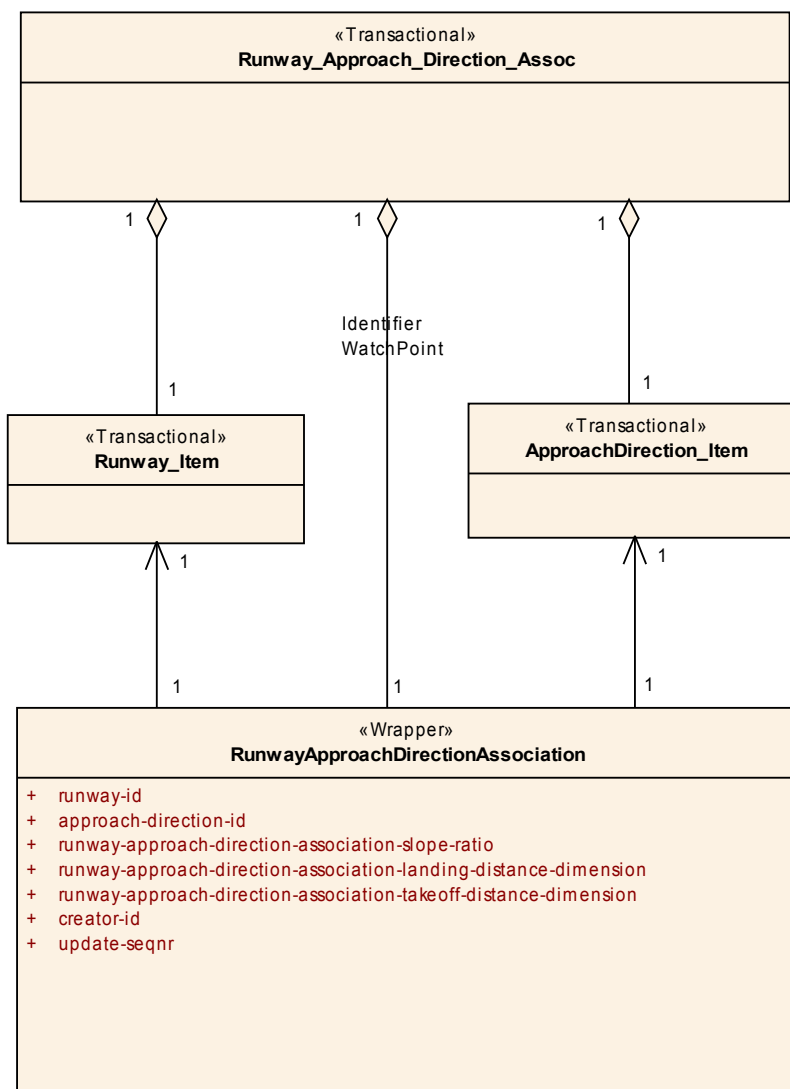 «Transactional»
Runway_Approach_Direction_Assoc
1
1
1
Identifier
WatchPoint
1
1
«Transactional»
Runway_Item
«Transactional»
ApproachDirection_Item
1
1
1
1
1
«Wrapper»
RunwayApproachDirectionAssociation
+ runway-id
+ approach-direction-id
+ runway-approach-direction-association-slope-ratio
+ runway-approach-direction-association-landing-distance-dimension
+ runway-approach-direction-association-takeoff-distance-dimension
+ creator-id
+ update-seqnr